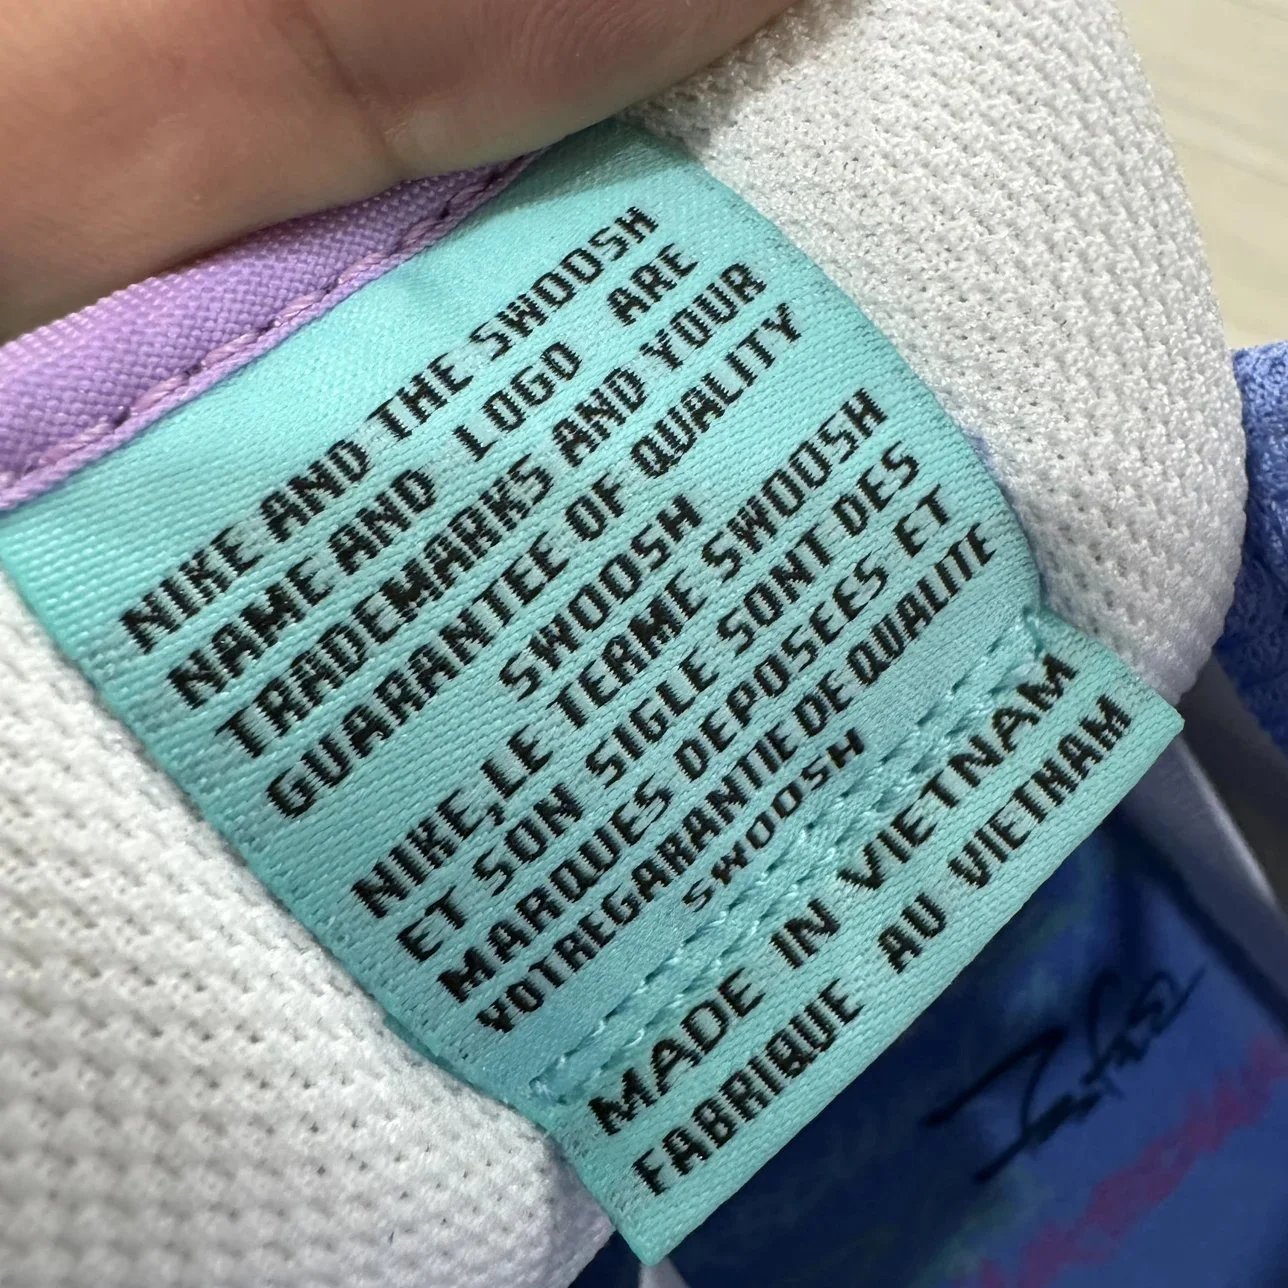 NIKE AND THE SWOOSH
NAME AND LOGO ARE
TRADEMARKS AND YOUR
GUARANTEE OF QUALITY
SWOOSH
NIKE,LE TERME SWOOSH
ET SON SIGLE SONT DES
MARQUES DEPOSEES ET
VOTREGARANTIE DE QUALITE
SWOOSH
MADE IN VIETNAM
FABRIQUE AU VIETNAM